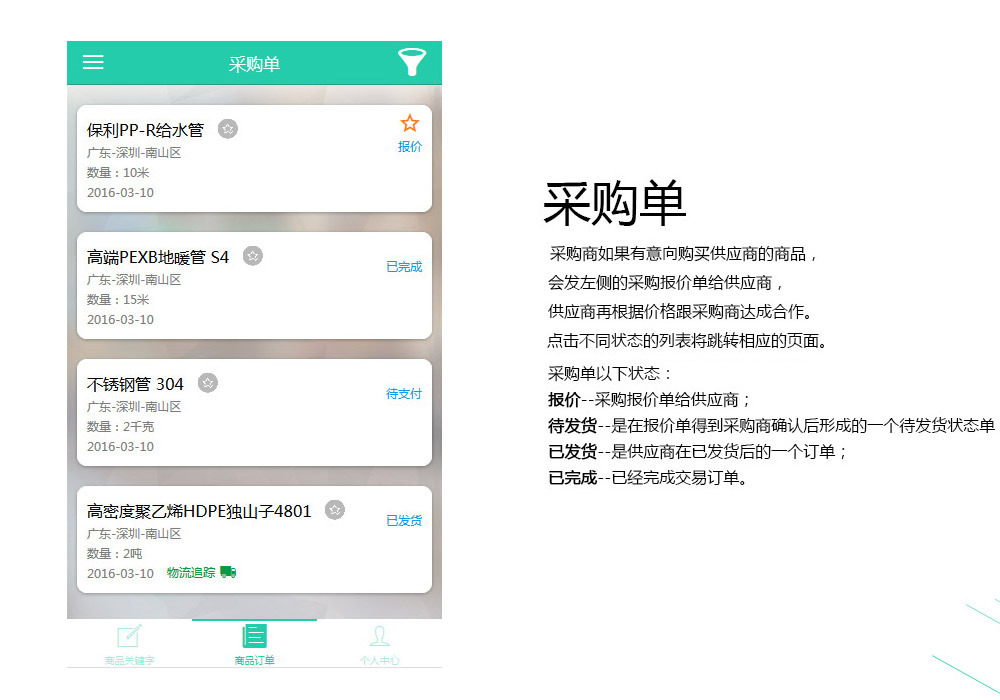 采购单
保利PP-R给水管
广东-深圳-南山区
数量：10米
2016-03-10
报价
高端PEXB地暖管 S4
广东-深圳-南山区
数量：15米
2016-03-10
已完成
不锈钢管 304
广东-深圳-南山区
数量：2千克
2016-03-10
待支付
高密度聚乙烯HDPE独山子4801
广东-深圳-南山区
数量：2吨
2016-03-10 物流追踪
已发货
商品关键字
商品订单
个人中心
采购单
采购商如果有意向购买供应商的商品，
会发左侧的采购报价单给供应商，
供应商再根据价格跟采购商达成合作。
点击不同状态的列表将跳转相应的页面。
采购单以下状态：
报价--采购报价单给供应商；
待发货--是在报价单得到采购商确认后形成的一个待发货状态单
已发货--是供应商在已发货后的一个订单；
已完成--已经完成交易订单。